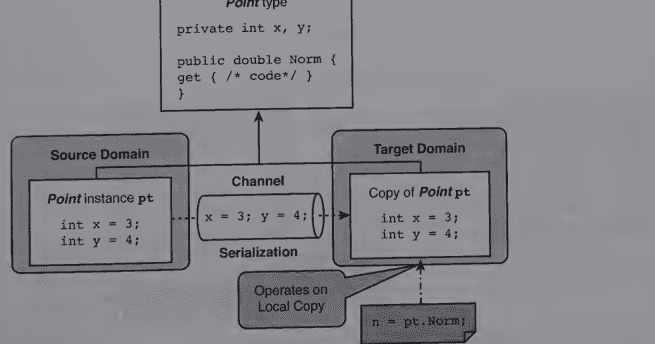 Point type
private int x, y;
public double Norm {
get { /* code*/ }
}
Source Domain
Target Domain
Point instance pt
int x = 3;
int y = 4;
Channel
x = 3; y = 4;
Serialization
Copy of Point pt
int x = 3;
int y = 4;
Operates on
Local Copy
n = pt.Norm;